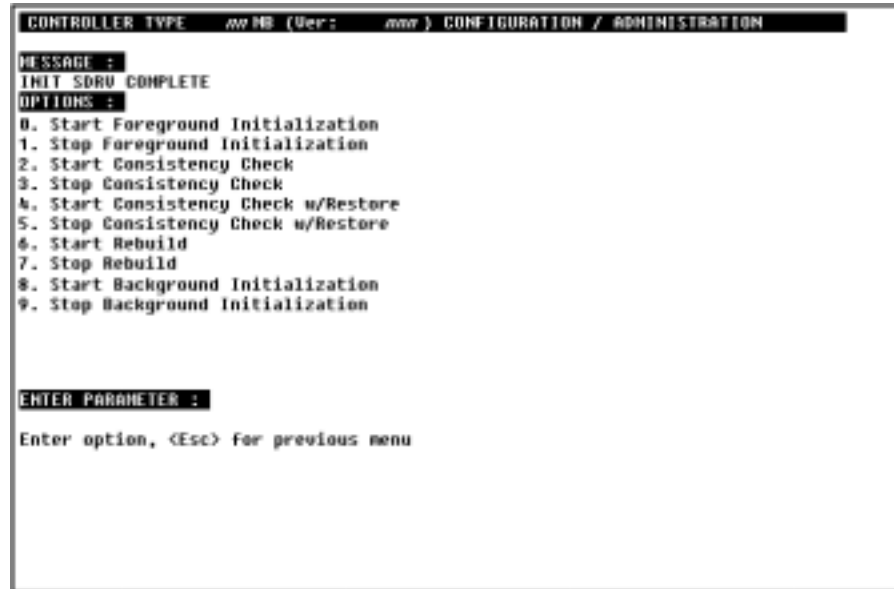 CONTROLLER TYPE nn MB (Ver: nnn) CONFIGURATION / ADMINISTRATION
MESSAGE :
INIT SDRV COMPLETE
OPTIONS :
0. Start Foreground Initialization
1. Stop Foreground Initialization
2. Start Consistency Check
3. Stop Consistency Check
4. Start Consistency Check w/Restore
5. Stop Consistency Check w/Restore
6. Start Rebuild
7. Stop Rebuild
8. Start Background Initialization
9. Stop Background Initialization
ENTER PARAMETER :
Enter option, <Esc> for previous menu